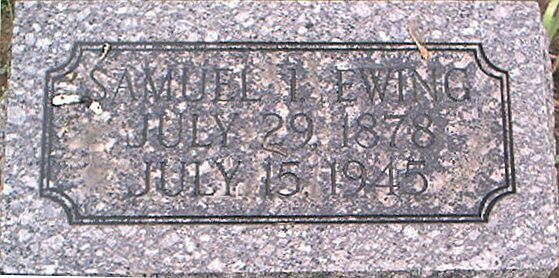 SAMUEL I. EWING
JULY 29, 1878
JULY 15, 1945